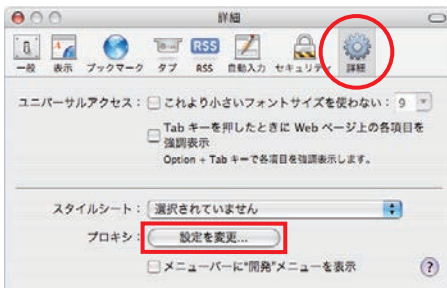 詳細
一般 表示 ブックマーク タブ RSS 自動入力 セキュリティ 詳細
ユニバーサルアクセス： これより小さいフォントサイズを使わない： 9
Tab キーを押したときに Web ページ上の各項目を
強調表示
Option + Tab キーで各項目を強調表示します。
スタイルシート： 選択されていません
プロキシ： 設定を変更...
メニューバーに"開発"メニューを表示 ?